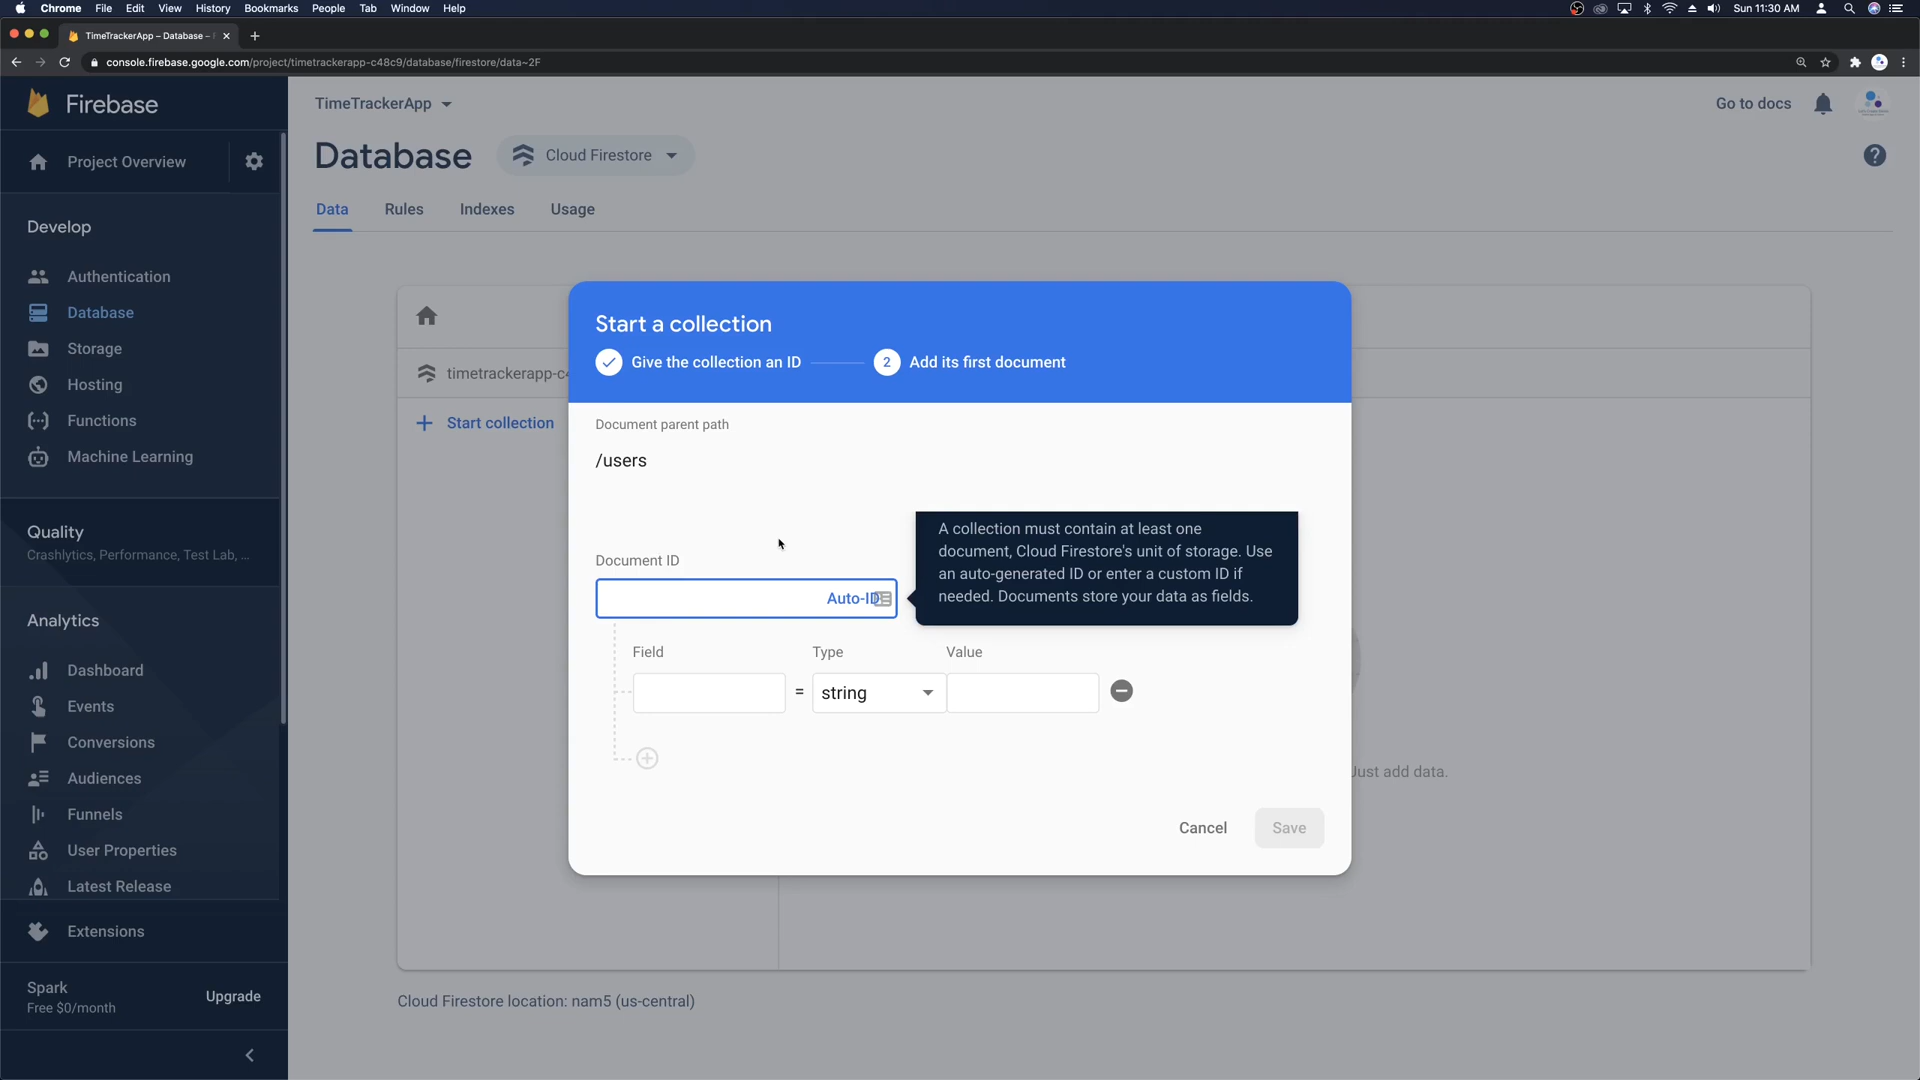 Chrome File Edit View History Bookmarks People Tab Window Help
Sun 11:30 AM
TimeTrackerApp – Database –
console.firebase.google.com/project/timetrackerapp-c48c9/database/firestore/data~2F
Firebase
TimeTrackerApp
Go to docs
Project Overview
Database
Cloud Firestore
Data
Rules
Indexes
Usage
Develop
Authentication
Database
Storage
Hosting
Functions
Machine Learning
Quality
Crashlytics, Performance, Test Lab, ...
Analytics
Dashboard
Events
Conversions
Audiences
Funnels
User Properties
Latest Release
Extensions
Spark
Free $0/month
Upgrade
timetrackerapp-c4
Start collection
Start a collection
Give the collection an ID
2 Add its first document
Document parent path
/users
Document ID
Auto-ID
A collection must contain at least one
document, Cloud Firestore's unit of storage. Use
an auto-generated ID or enter a custom ID if
needed. Documents store your data as fields.
Field
Type
Value
=
string
Cancel
Save
Just add data.
Cloud Firestore location: nam5 (us-central)